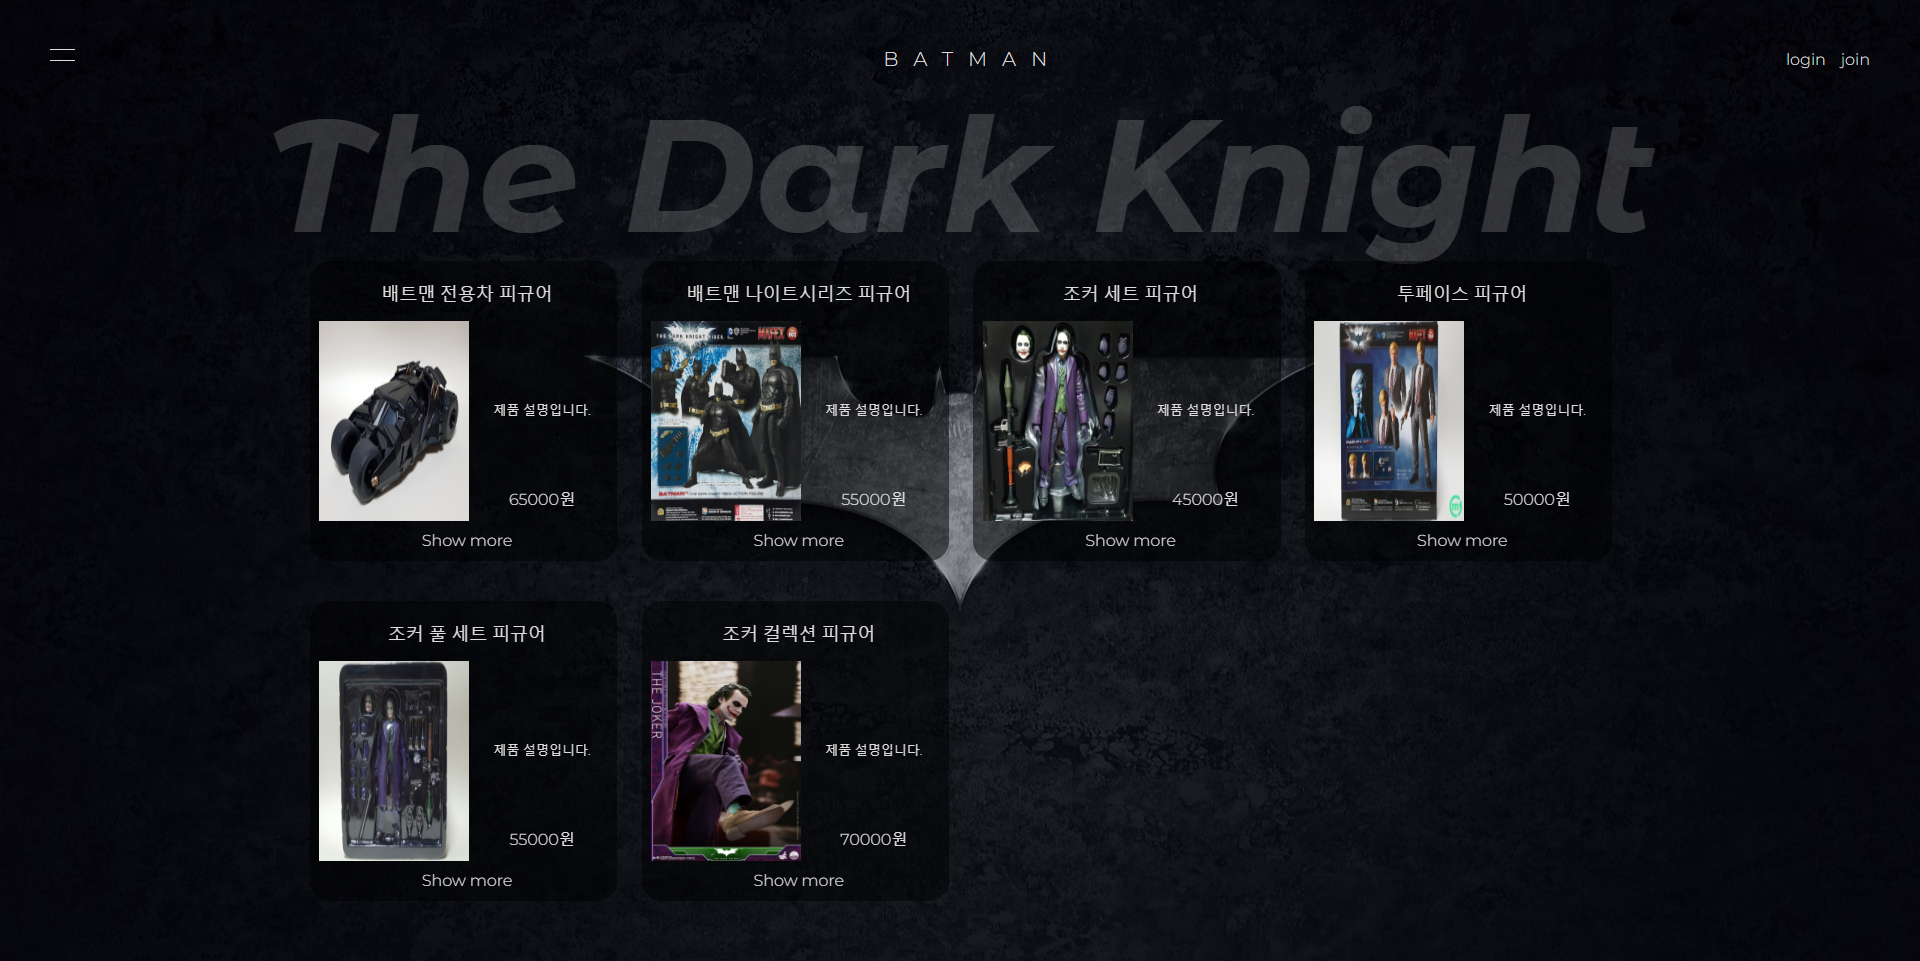 BATMAN
login join
The Dark Knight
배트맨 전용차 피규어
제품 설명입니다.
65000원
Show more
배트맨 나이트시리즈 피규어
THE DARK KNIGHT RISES
MAFEX
BATMAN
제품 설명입니다.
55000원
Show more
조커 세트 피규어
제품 설명입니다.
45000원
Show more
투페이스 피규어
MAFEX
제품 설명입니다.
50000원
Show more
조커 풀 세트 피규어
제품 설명입니다.
55000원
Show more
조커 컬렉션 피규어
THE JOKER
제품 설명입니다.
70000원
Show more